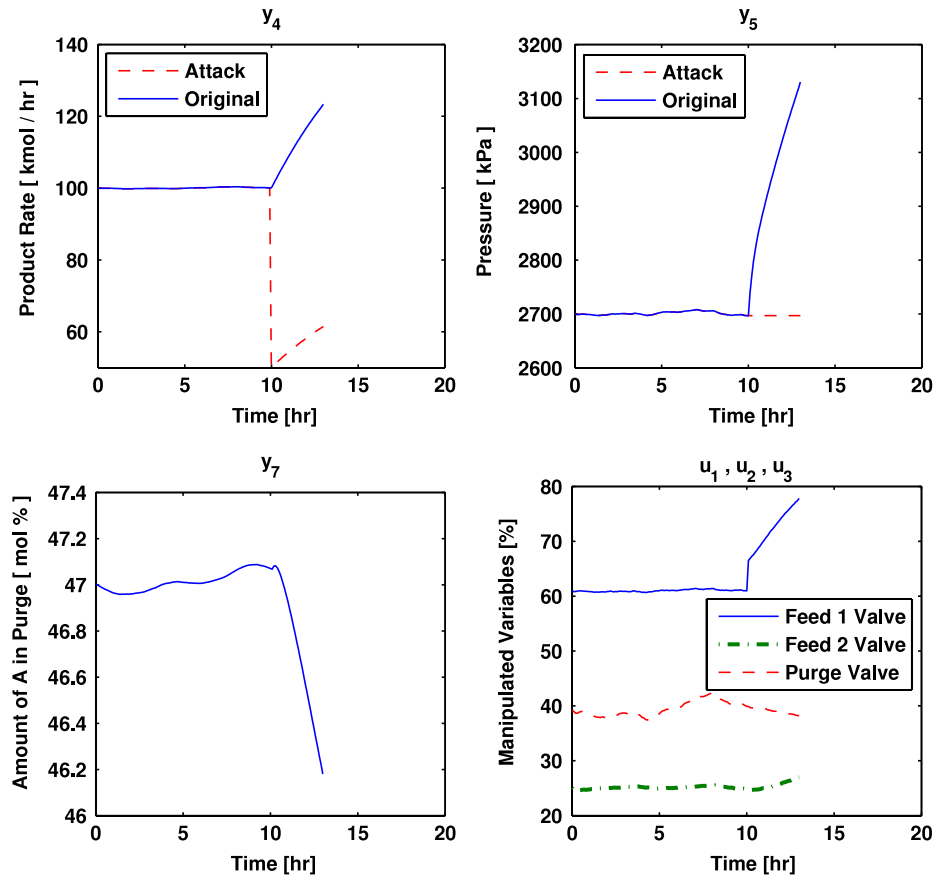 y4
Product Rate [ kmol / hr ]
140
120
100
80
60
Attack
Original
0 5 10 15 20
Time [hr]
y5
Pressure [ kPa ]
3200
3100
3000
2900
2800
2700
2600
Attack
Original
0 5 10 15 20
Time [hr]
y7
Amount of A in Purge [ mol % ]
47.4
47.2
47
46.8
46.6
46.4
46.2
46
0 5 10 15 20
Time [hr]
u1 , u2 , u3
Manipulated Variables [%]
80
70
60
50
40
30
20
Feed 1 Valve
Feed 2 Valve
Purge Valve
0 5 10 15 20
Time [hr]